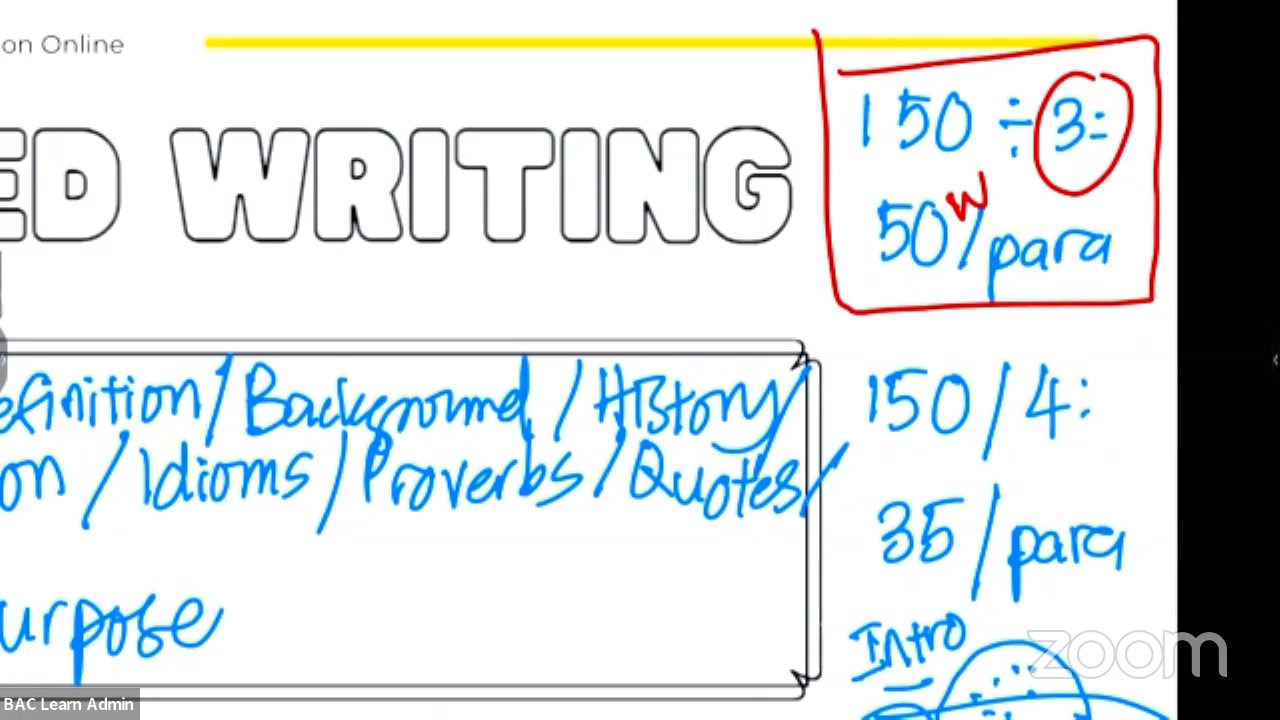 on Online
ED WRITING
150 ÷ 3=
50w/para
efinition/Background/History/
on/Idioms/Proverbs/Quotes/
urpose
150/4:
35/para
Intro
zoom
BAC Learn Admin